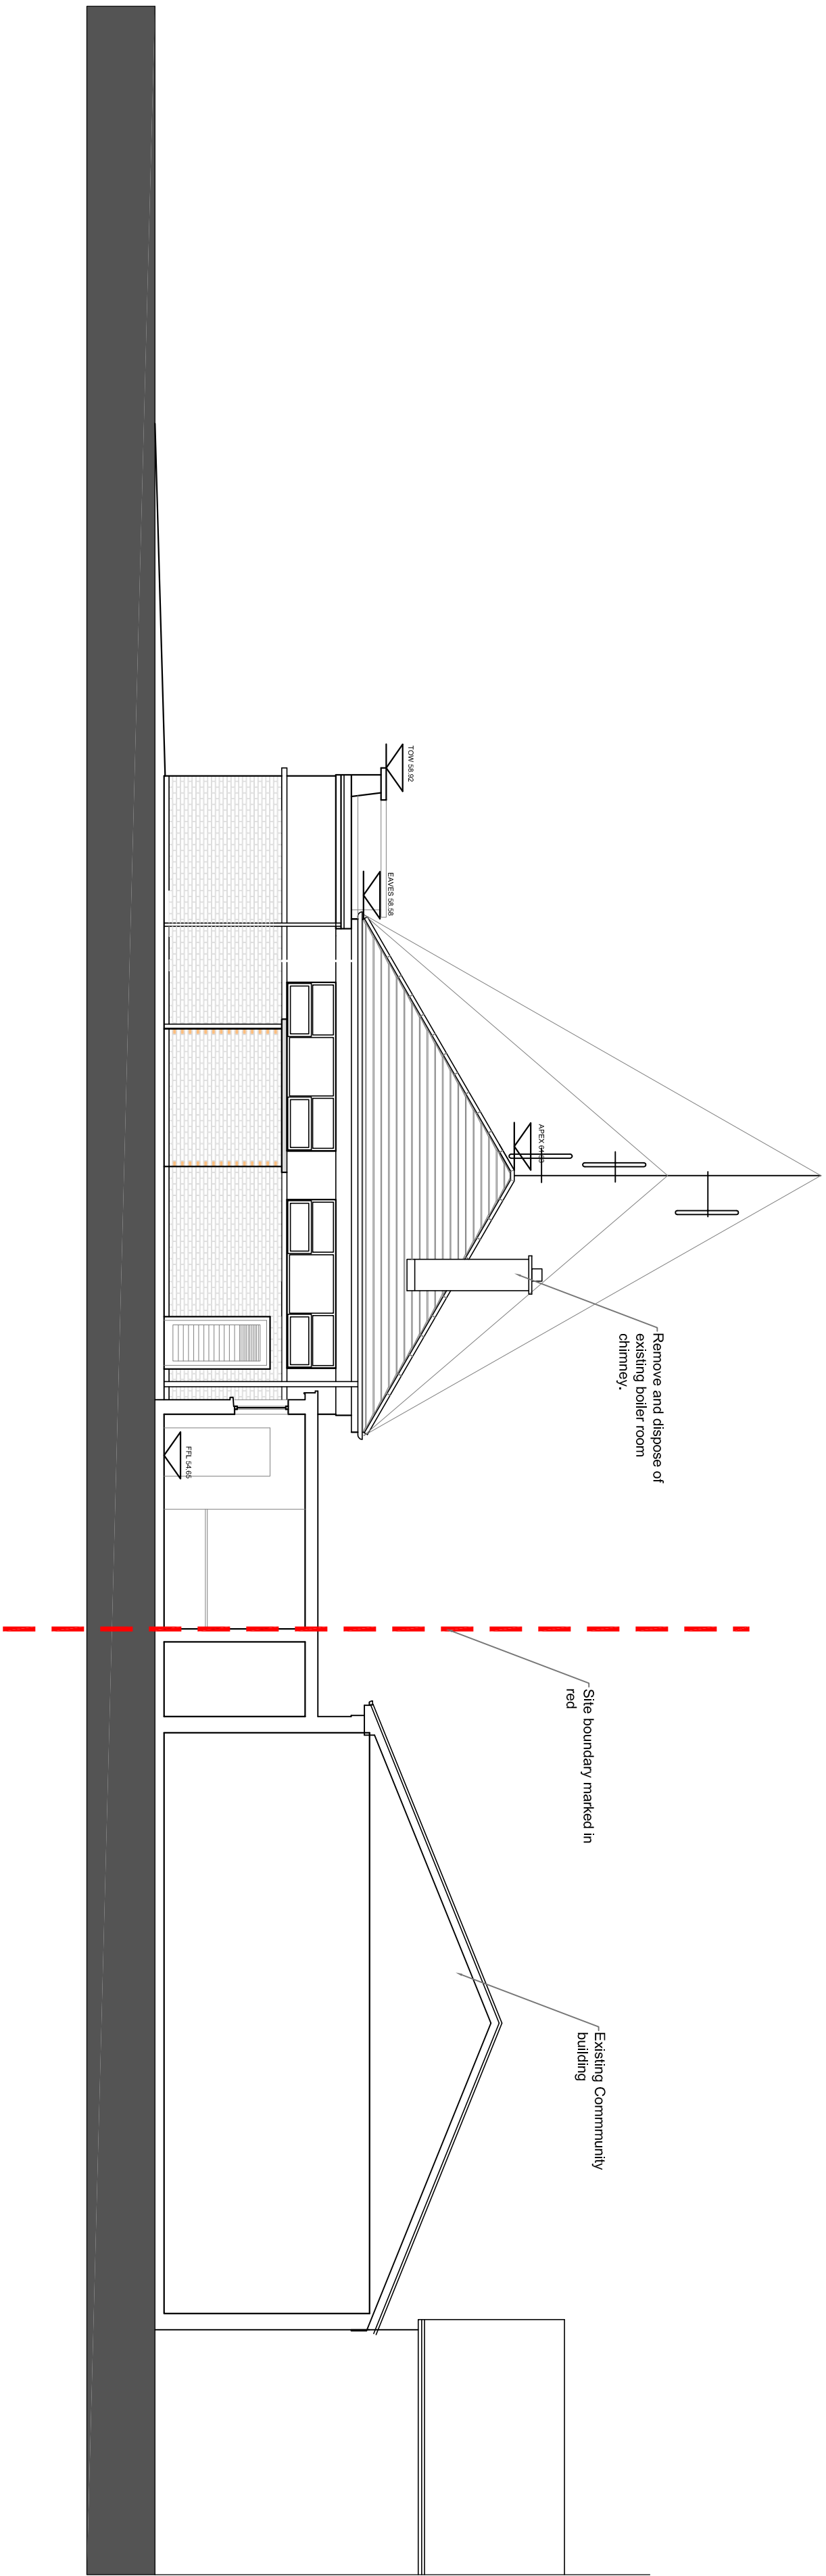 TOW 58.92
EAVES 58.58
APEX
Remove and dispose of
existing boiler room
chimney.
FFL 54.65
Site boundary marked in
red
Existing Commmunity
building